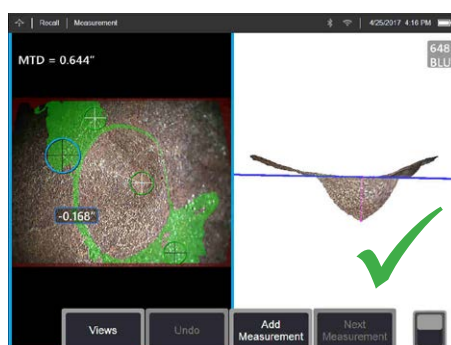 Recall | Measurement
4/25/2017 4:16 PM
MTD = 0.644"
648
BLU
-0.168"
Views
Undo
Add
Measurement
Next
Measurement